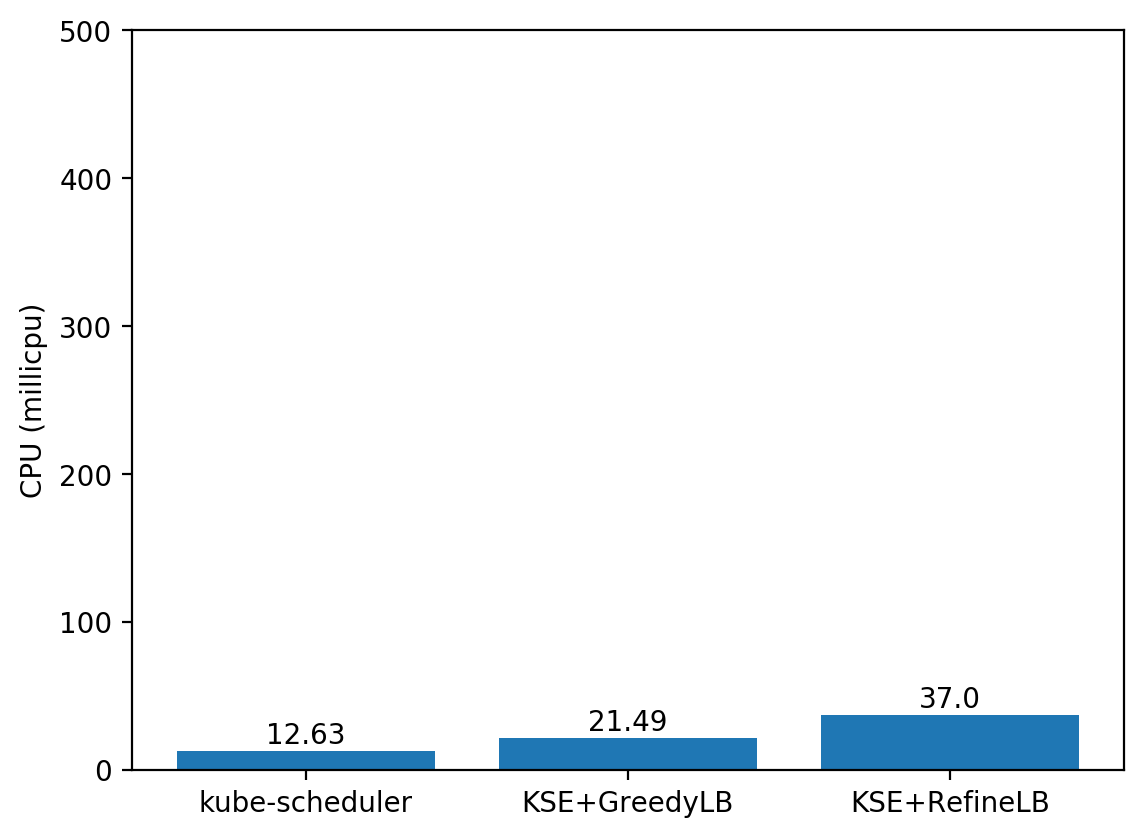 500
400
300
200
100
0
CPU (millicpu)
12.63
21.49
37.0
kube-scheduler
KSE+GreedyLB
KSE+RefineLB